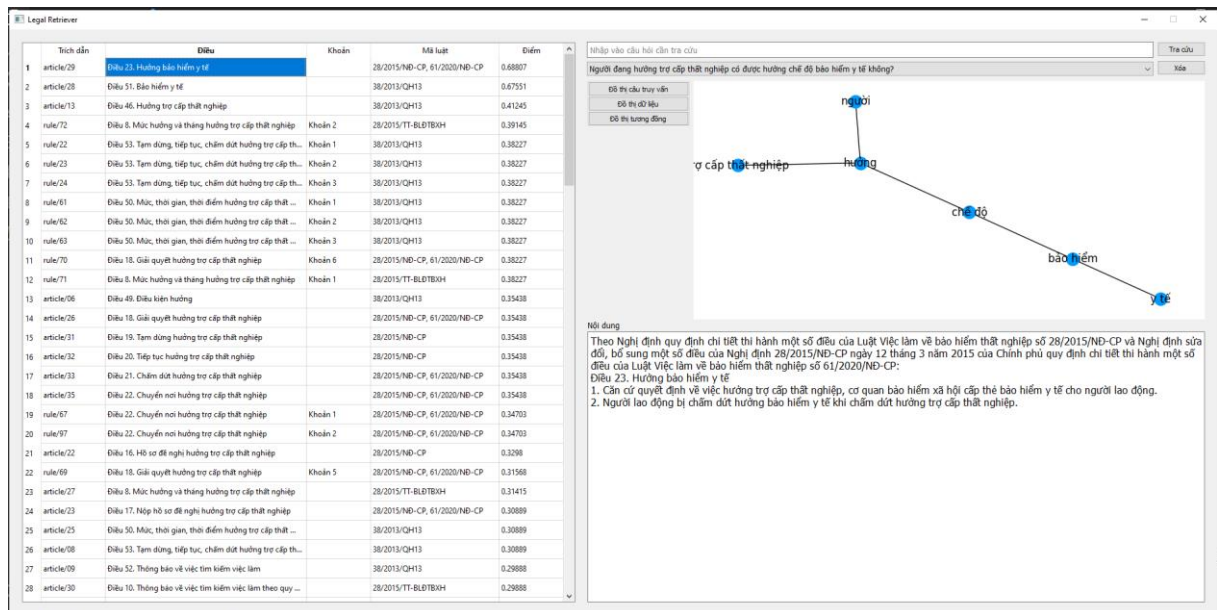 Legal Retriever
Trích dẫn Điều Khoản Mã luật Điểm
1 article/29 Điều 23. Hưởng bảo hiểm y tế 28/2015/NĐ-CP, 61/2020/NĐ-CP 0.68807
2 article/28 Điều 51. Bảo hiểm y tế 38/2013/QH13 0.67551
3 article/13 Điều 46. Hưởng trợ cấp thất nghiệp 38/2013/QH13 0.41245
4 rule/72 Điều 8. Mức hưởng và tháng hưởng trợ cấp thất nghiệp Khoản 2 28/2015/TT-BLĐTBXH 0.39145
5 rule/22 Điều 53. Tạm dừng, tiếp tục, chấm dứt hưởng trợ cấp th... Khoản 1 38/2013/QH13 0.38227
6 rule/23 Điều 53. Tạm dừng, tiếp tục, chấm dứt hưởng trợ cấp th... Khoản 2 38/2013/QH13 0.38227
7 rule/24 Điều 53. Tạm dừng, tiếp tục, chấm dứt hưởng trợ cấp th... Khoản 3 38/2013/QH13 0.38227
8 rule/61 Điều 50. Mức, thời gian, thời điểm hưởng trợ cấp thất ... Khoản 1 38/2013/QH13 0.38227
9 rule/62 Điều 50. Mức, thời gian, thời điểm hưởng trợ cấp thất ... Khoản 2 38/2013/QH13 0.38227
10 rule/63 Điều 50. Mức, thời gian, thời điểm hưởng trợ cấp thất ... Khoản 3 38/2013/QH13 0.38227
11 rule/70 Điều 18. Giải quyết hưởng trợ cấp thất nghiệp Khoản 6 28/2015/NĐ-CP, 61/2020/NĐ-CP 0.38227
12 rule/71 Điều 8. Mức hưởng và tháng hưởng trợ cấp thất nghiệp Khoản 1 28/2015/TT-BLĐTBXH 0.38227
13 article/06 Điều 49. Điều kiện hưởng 38/2013/QH13 0.35438
14 article/26 Điều 18. Giải quyết hưởng trợ cấp thất nghiệp 28/2015/NĐ-CP, 61/2020/NĐ-CP 0.35438
15 article/31 Điều 19. Tạm dừng hưởng trợ cấp thất nghiệp 28/2015/NĐ-CP 0.35438
16 article/32 Điều 20. Tiếp tục hưởng trợ cấp thất nghiệp 28/2015/NĐ-CP 0.35438
17 article/33 Điều 21. Chấm dứt hưởng trợ cấp thất nghiệp 28/2015/NĐ-CP, 61/2020/NĐ-CP 0.35438
18 article/35 Điều 22. Chuyển nơi hưởng trợ cấp thất nghiệp 28/2015/NĐ-CP, 61/2020/NĐ-CP 0.35438
19 rule/67 Điều 22. Chuyển nơi hưởng trợ cấp thất nghiệp Khoản 1 28/2015/NĐ-CP, 61/2020/NĐ-CP 0.34703
20 rule/97 Điều 22. Chuyển nơi hưởng trợ cấp thất nghiệp Khoản 2 28/2015/NĐ-CP, 61/2020/NĐ-CP 0.34703
21 article/22 Điều 16. Hồ sơ đề nghị hưởng trợ cấp thất nghiệp 28/2015/NĐ-CP 0.3298
22 rule/69 Điều 18. Giải quyết hưởng trợ cấp thất nghiệp Khoản 5 28/2015/NĐ-CP, 61/2020/NĐ-CP 0.31568
23 article/27 Điều 8. Mức hưởng và tháng hưởng trợ cấp thất nghiệp 28/2015/TT-BLĐTBXH 0.31415
24 article/23 Điều 17. Nộp hồ sơ đề nghị hưởng trợ cấp thất nghiệp 28/2015/NĐ-CP, 61/2020/NĐ-CP 0.30889
25 article/25 Điều 50. Mức, thời gian, thời điểm hưởng trợ cấp thất ... 38/2013/QH13 0.30889
26 article/08 Điều 53. Tạm dừng, tiếp tục, chấm dứt hưởng trợ cấp th... 38/2013/QH13 0.30889
27 article/09 Điều 52. Thông báo về việc tìm kiếm việc làm 38/2013/QH13 0.29888
28 article/30 Điều 10. Thông báo về việc tìm kiếm việc làm theo quy ... 28/2015/TT-BLĐTBXH 0.29888
Nhập vào câu hỏi cần tra cứu Tra cứu
Người đang hưởng trợ cấp thất nghiệp có được hưởng chế độ bảo hiểm y tế không? Xóa
Đồ thị câu truy vấn
Đồ thị dữ liệu
Đồ thị tương đồng
người
ợ cấp thất nghiệp hưởng
chế độ
bảo hiểm
y tế
Nội dung
Theo Nghị định quy định chi tiết thi hành một số điều của Luật Việc làm về bảo hiểm thất nghiệp số 28/2015/NĐ-CP và Nghị định sửa
đổi, bổ sung một số điều của Nghị định 28/2015/NĐ-CP ngày 12 tháng 3 năm 2015 của Chính phủ quy định chi tiết thi hành một số
điều của Luật Việc làm về bảo hiểm thất nghiệp số 61/2020/NĐ-CP:
Điều 23. Hưởng bảo hiểm y tế
1. Căn cứ quyết định về việc hưởng trợ cấp thất nghiệp, cơ quan bảo hiểm xã hội cấp thẻ bảo hiểm y tế cho người lao động.
2. Người lao động bị chấm dứt hưởng bảo hiểm y tế khi chấm dứt hưởng trợ cấp thất nghiệp.